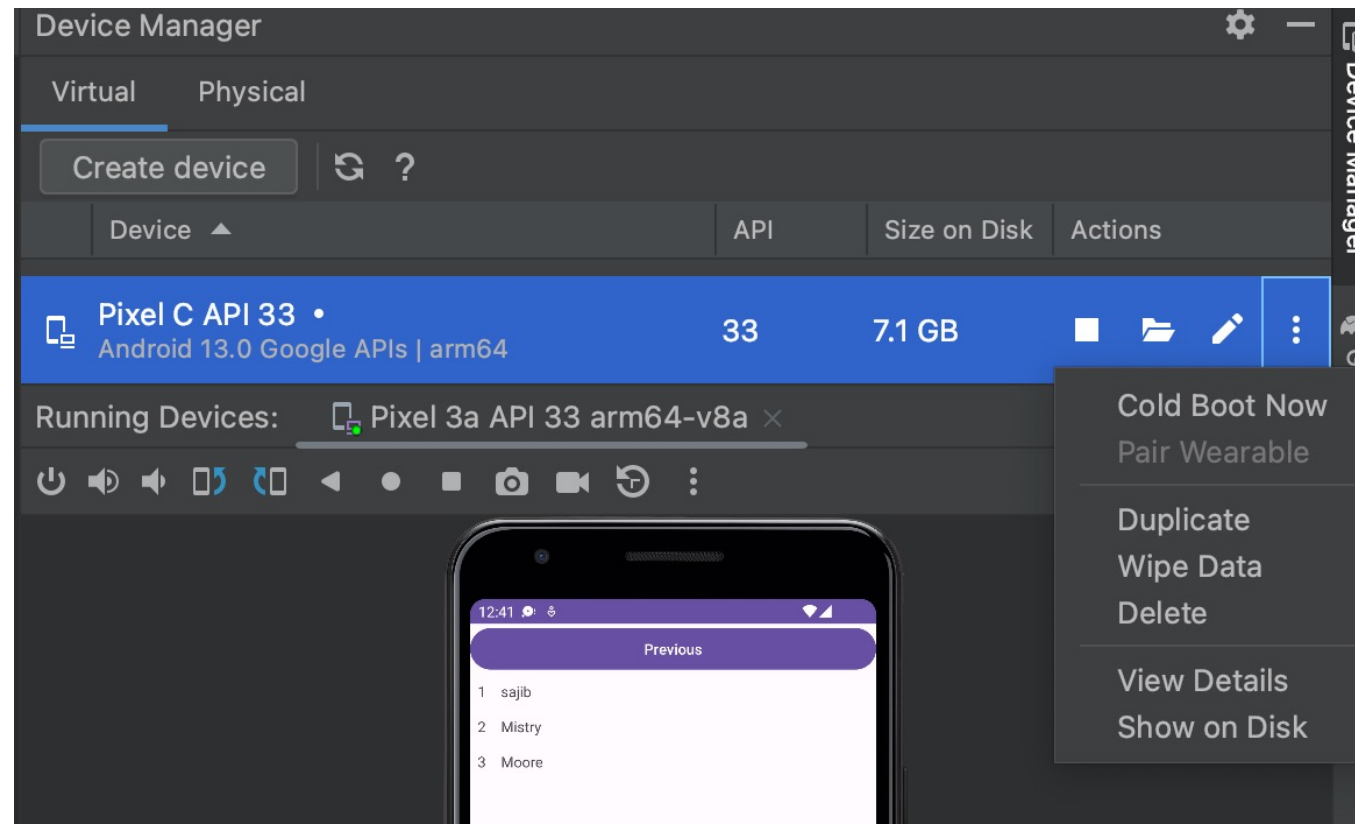 Device Manager
Virtual Physical
Create device ?
Device API Size on Disk Actions
Pixel C API 33 • 33 7.1 GB
Android 13.0 Google APIs | arm64
Running Devices: Pixel 3a API 33 arm64-v8a
Cold Boot Now
Pair Wearable
Duplicate
Wipe Data
Delete
View Details
Show on Disk
12:41
Previous
1 sajib
2 Mistry
3 Moore
Device Manager